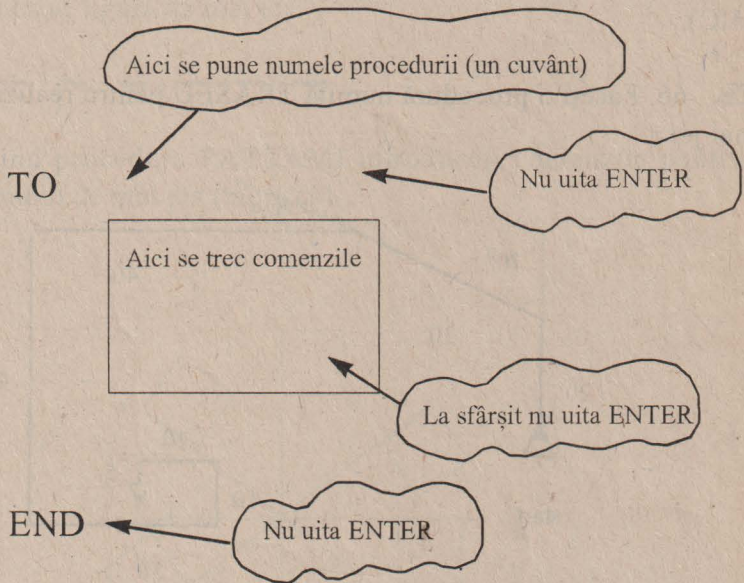 Aici se pune numele procedurii (un cuvânt)
Nu uita ENTER
TO
Aici se trec comenzile
La sfârșit nu uita ENTER
END
Nu uita ENTER